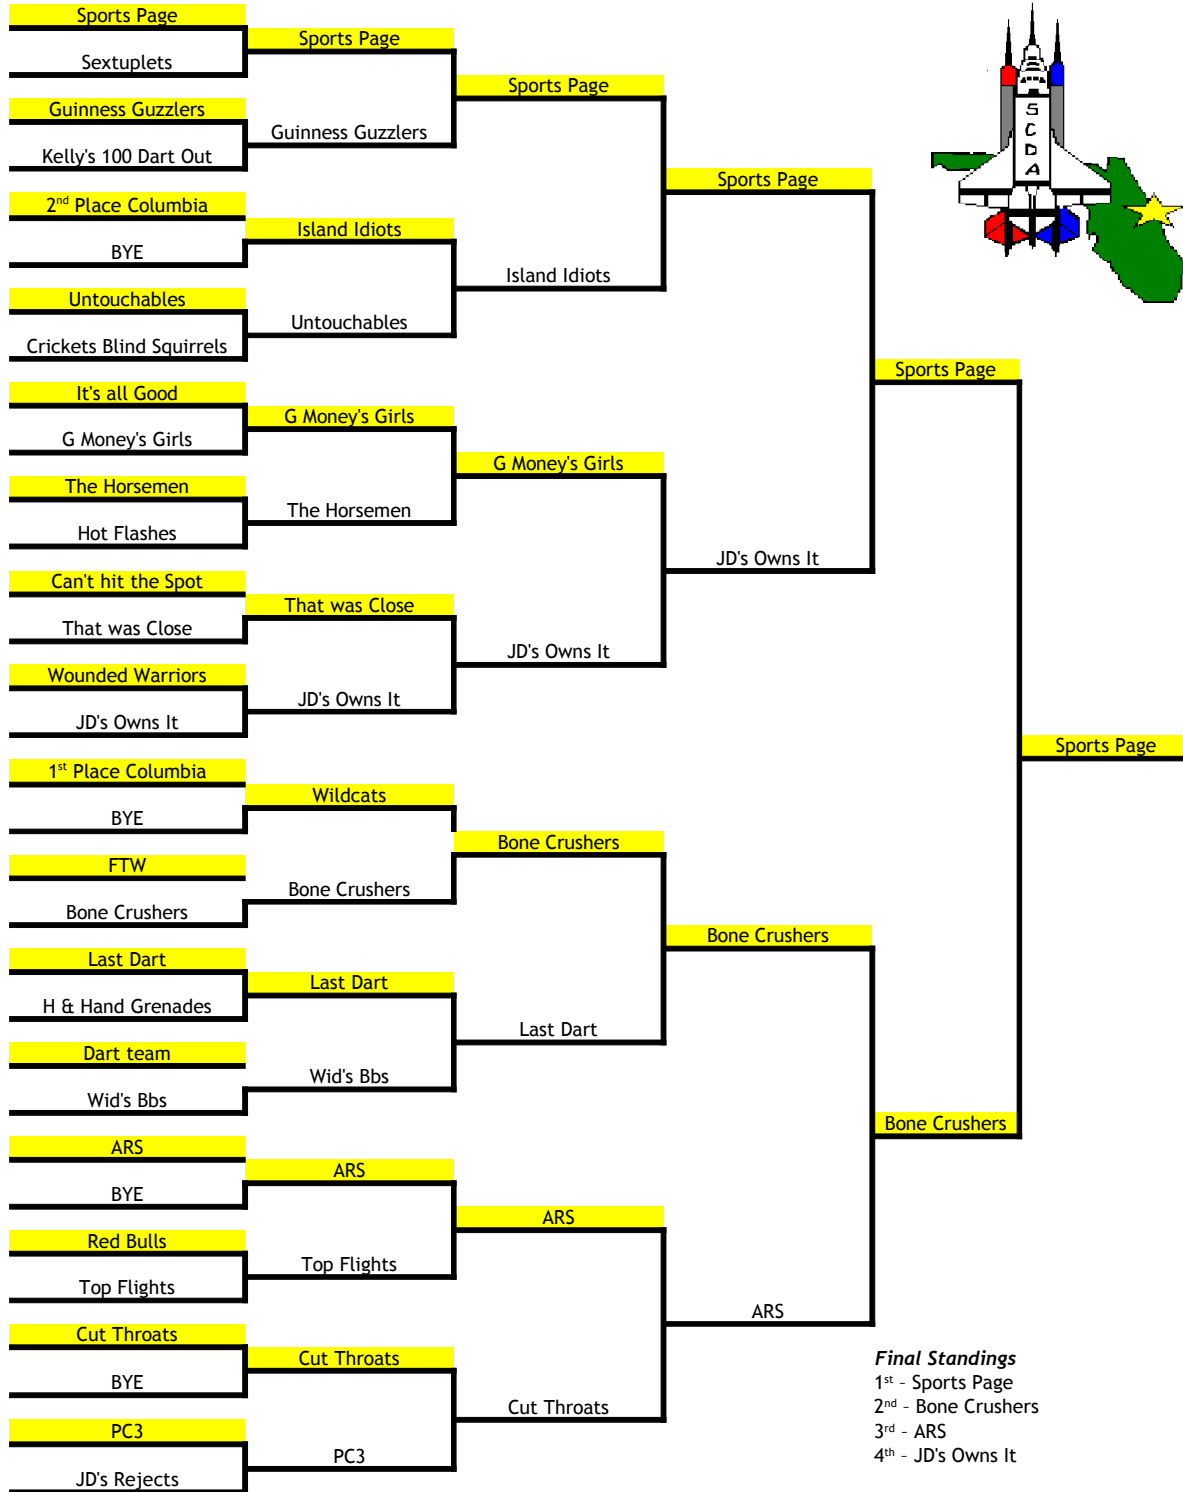 Sports Page
Sextuplets
Guinness Guzzlers
Kelly's 100 Dart Out
2nd Place Columbia
BYE
Untouchables
Crickets Blind Squirrels
It's all Good
G Money's Girls
The Horsemen
Hot Flashes
Can't hit the Spot
That was Close
Wounded Warriors
JD's Owns It
1st Place Columbia
BYE
FTW
Bone Crushers
Last Dart
H & Hand Grenades
Dart team
Wid's Bbs
ARS
BYE
Red Bulls
Top Flights
Cut Throats
BYE
PC3
JD's Rejects
Sports Page
Guinness Guzzlers
Island Idiots
Untouchables
G Money's Girls
The Horsemen
That was Close
JD's Owns It
Wildcats
Bone Crushers
Last Dart
Wid's Bbs
ARS
Top Flights
Cut Throats
PC3
Sports Page
Island Idiots
G Money's Girls
JD's Owns It
Bone Crushers
Last Dart
ARS
Cut Throats
Sports Page
JD's Owns It
Bone Crushers
ARS
Sports Page
Bone Crushers
Sports Page
SCDA
Final Standings
1st - Sports Page
2nd - Bone Crushers
3rd - ARS
4th - JD's Owns It